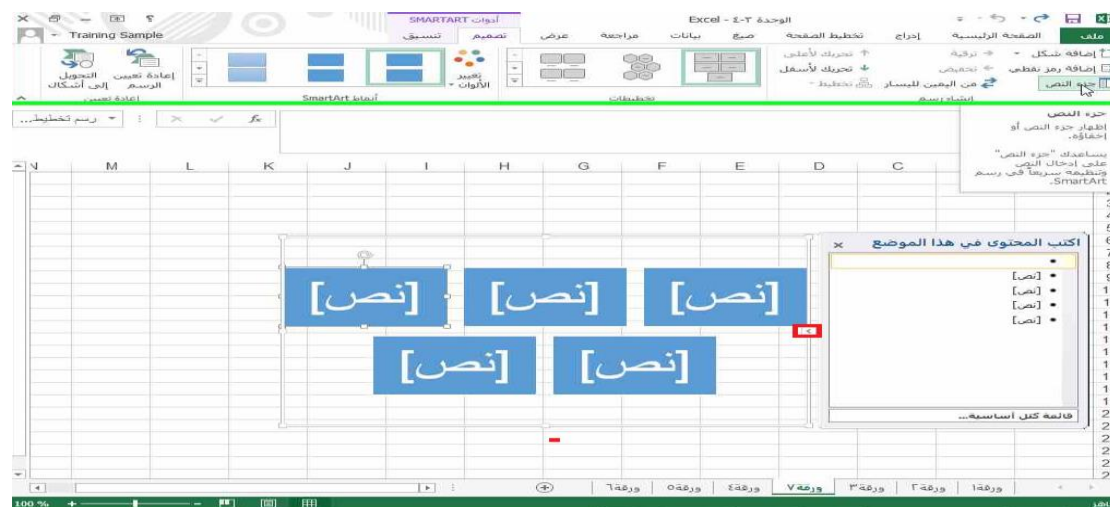 الوحدة ٢-٤ - Excel
أدوات SMARTART
Training Sample
ملف
الصفحة الرئيسية
إدراج
تخطيط الصفحة
صيغ
بيانات
مراجعة
عرض
تصميم
تنسيق
إضافة شكل
إضافة رمز نقطي
جزء النص
ترقية
تخفيض
من اليمين لليسار
تحريك لأعلى
تحريك لأسفل
تخطيط
إنشاء رسم
تخطيطات
تغيير الألوان
أنماط SmartArt
إعادة تعيين الرسم
التحويل إلى أشكال
إعادة تعيين
رسم تخطيط...
fx
جزء النص
إظهار جزء النص أو
إخفاؤه.
يساعدك "جزء النص"
على إدخال النص
وتنظيمه سريعاً في رسم
SmartArt.
C D E F G H I J K L M N
اكتب المحتوى في هذا الموضع
[نص]
[نص]
[نص]
[نص]
قائمة كتل أساسية...
[نص] [نص] [نص]
[نص] [نص]
ورقة١ ورقة٢ ورقة٣ ورقة٧ ورقة٤ ورقة٥ ورقة٦
100 %